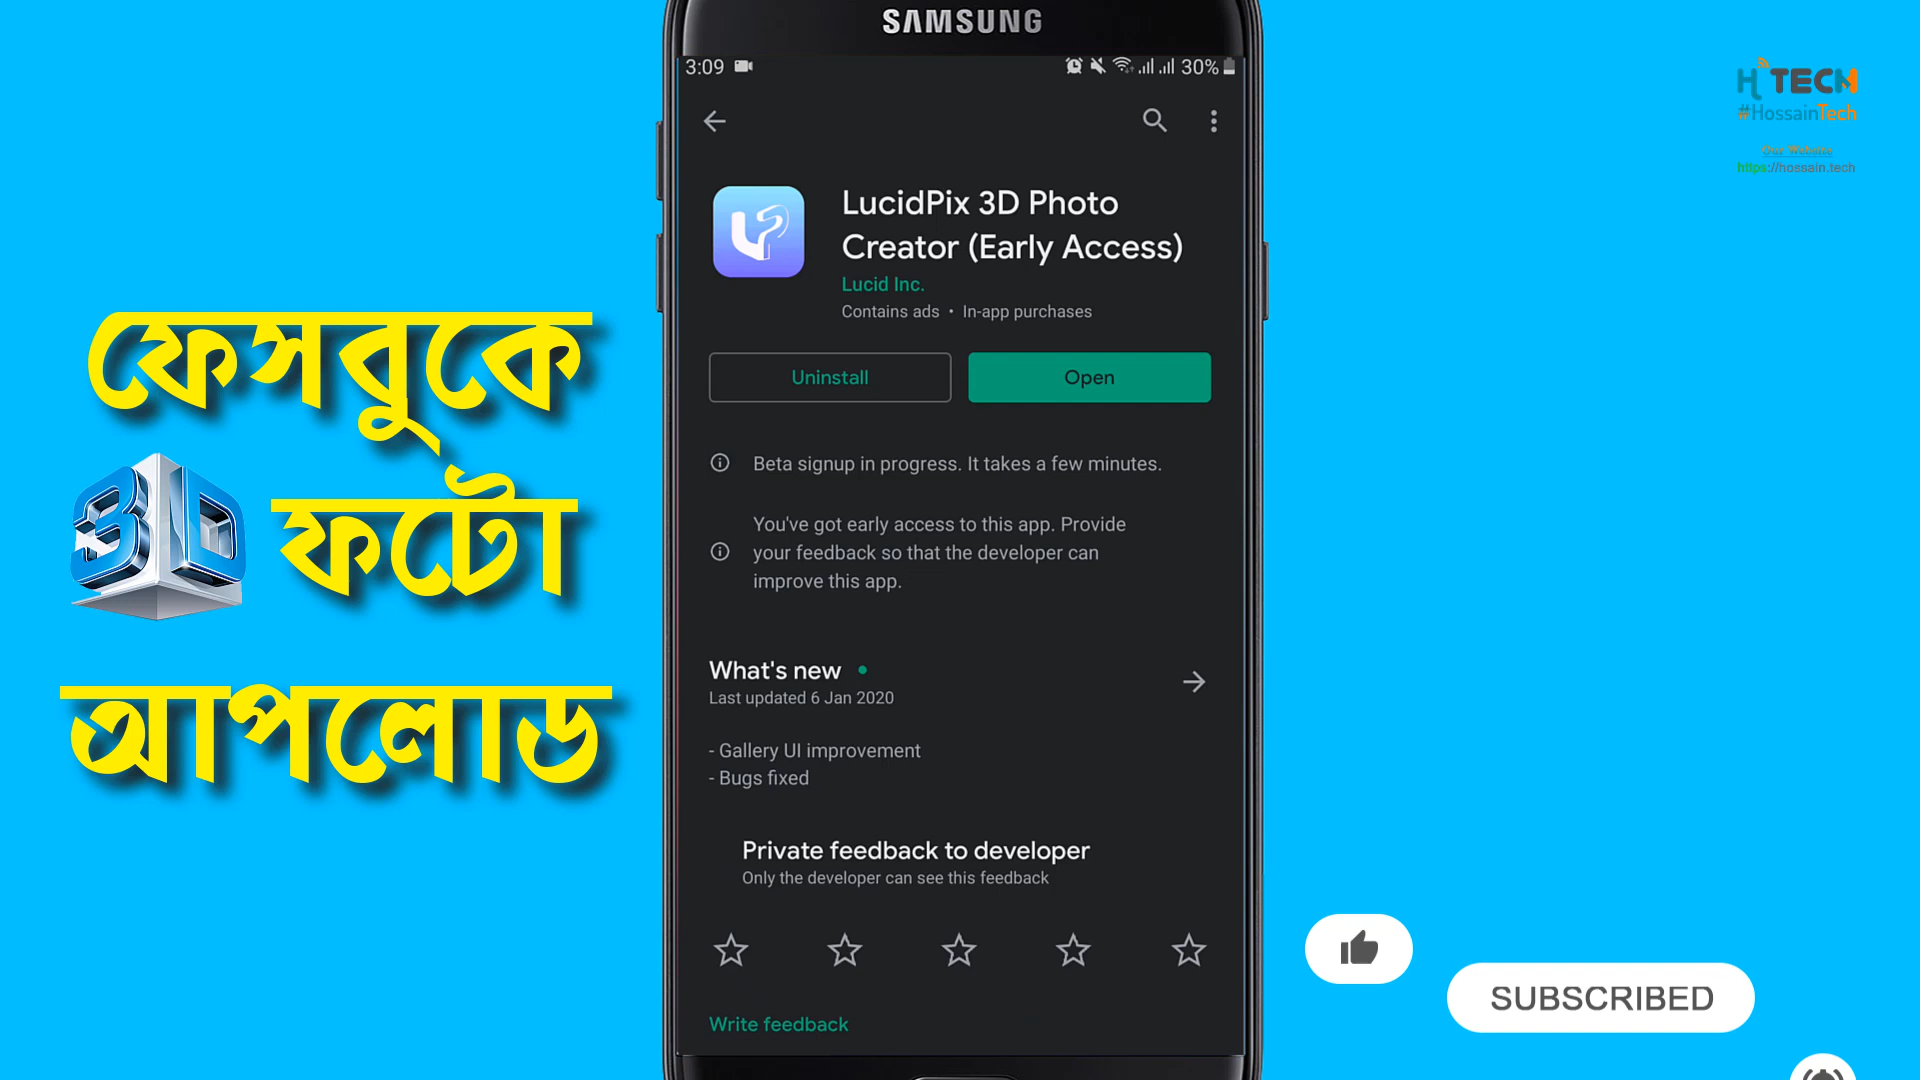 SAMSUNG
3:09
30%
H TECH
#HossainTech
Our Website
https://hossain.tech
LucidPix 3D Photo
Creator (Early Access)
Lucid Inc.
Contains ads • In-app purchases
Uninstall
Open
ফেসবুকে
3D ফটো
আপলোড
Beta signup in progress. It takes a few minutes.
You've got early access to this app. Provide
your feedback so that the developer can
improve this app.
What's new
Last updated 6 Jan 2020
- Gallery UI improvement
- Bugs fixed
Private feedback to developer
Only the developer can see this feedback
Write feedback
SUBSCRIBED